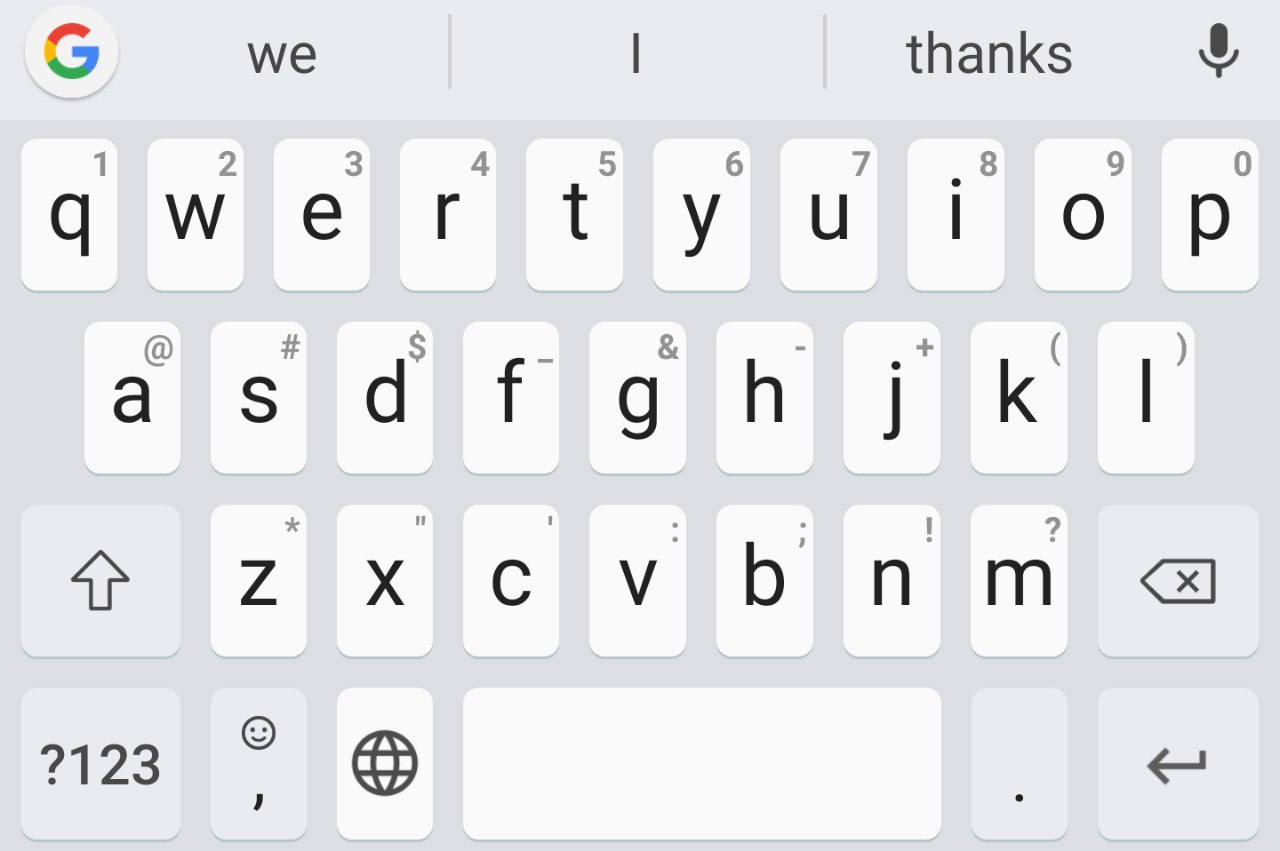 we I thanks
1 2 3 4 5 6 7 8 9 0
q w e r t y u i o p
@ # $ _ & - + ( )
a s d f g h j k l
* " ' : ; ! ?
z x c v b n m
?123 , .